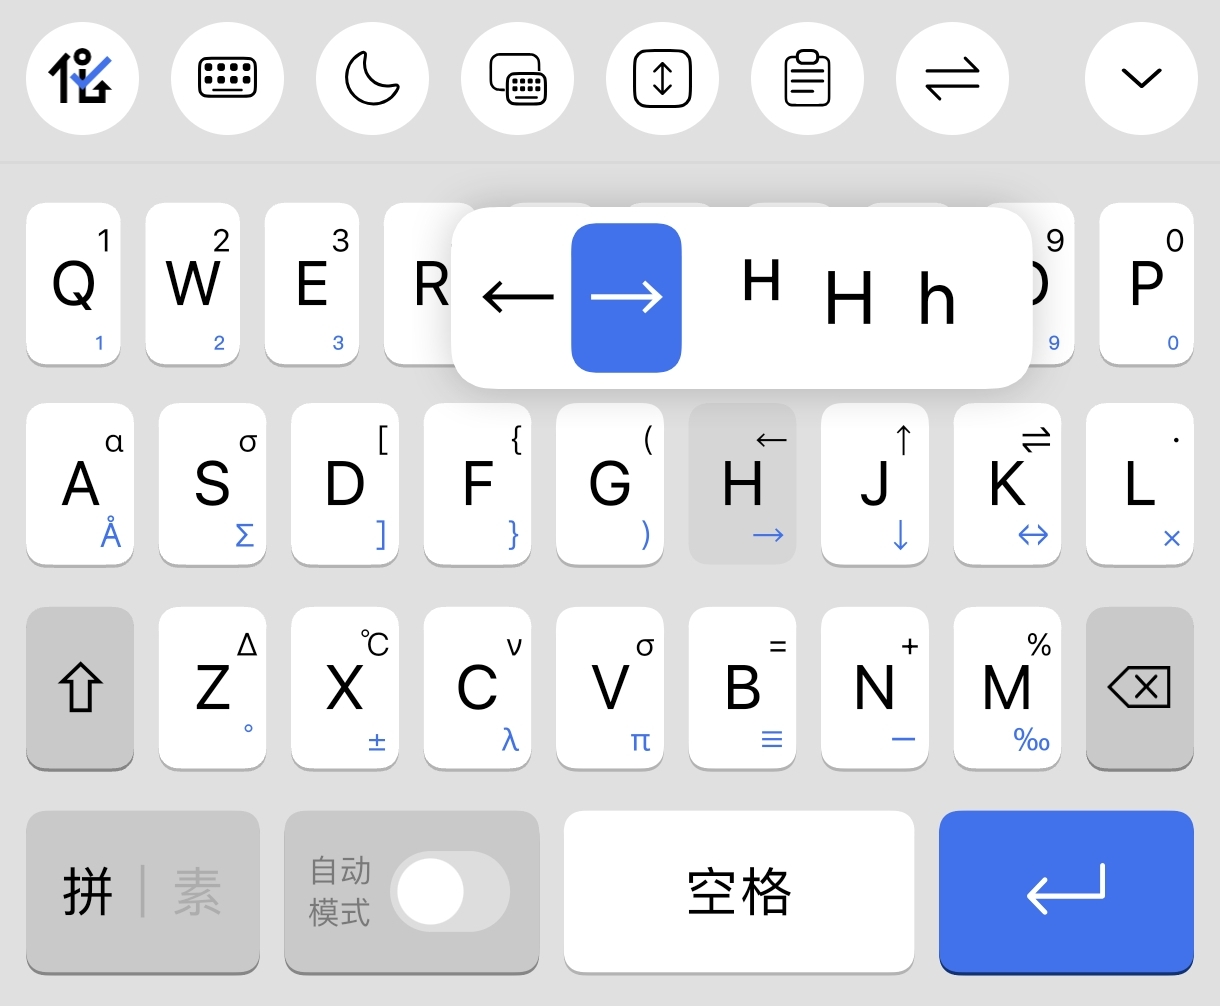 1 2 3 9 0
Q W E R ← → H H h P
1 2 3 9 0
α σ [ { ( ← ↑ ⇌ ·
A S D F G H J K L
Å Σ ] } ) → ↓ ↔ ×
Δ ℃ ν σ = + %
Z X C V B N M
° ± λ π ≡ − ‰
拼 | 素
自动
模式
空格